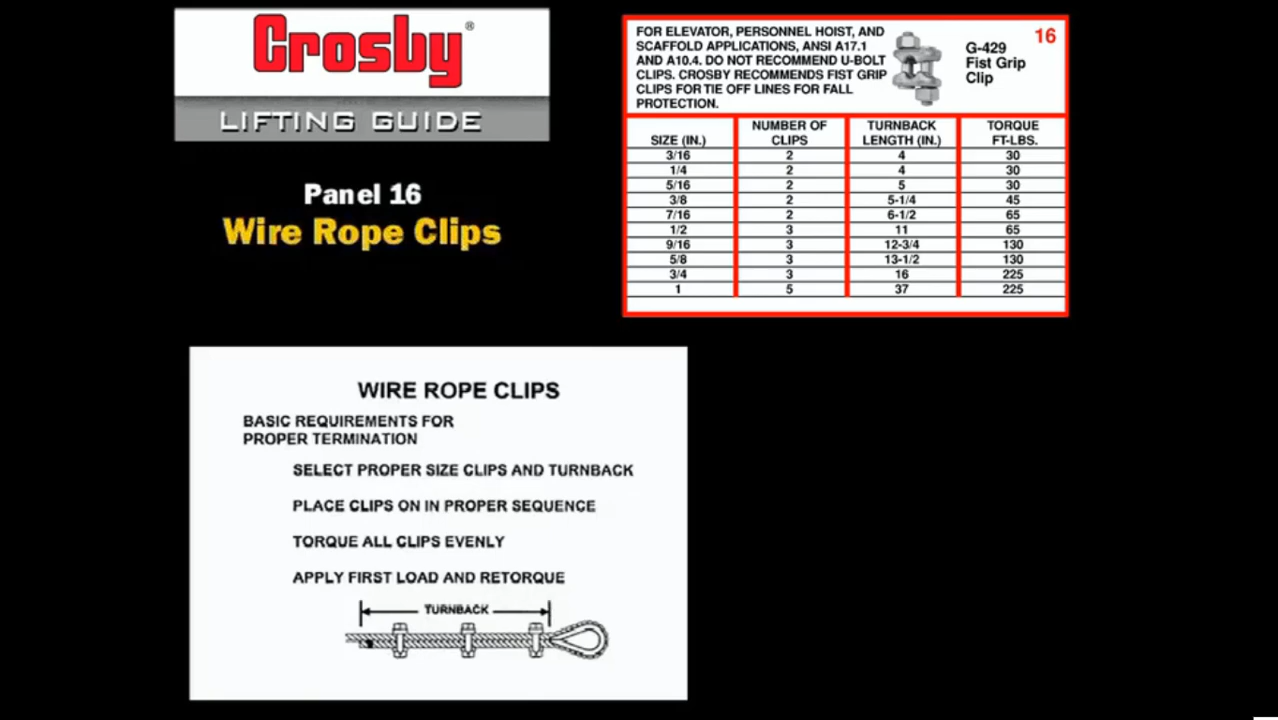 Crosby®
LIFTING GUIDE
Panel 16
Wire Rope Clips
FOR ELEVATOR, PERSONNEL HOIST, AND
SCAFFOLD APPLICATIONS, ANSI A17.1
AND A10.4. DO NOT RECOMMEND U-BOLT
CLIPS. CROSBY RECOMMENDS FIST GRIP
CLIPS FOR TIE OFF LINES FOR FALL
PROTECTION.
16
G-429
Fist Grip
Clip
SIZE (IN.) NUMBER OF CLIPS TURNBACK LENGTH (IN.) TORQUE FT-LBS.
3/16 2 4 30
1/4 2 4 30
5/16 2 5 30
3/8 2 5-1/4 45
7/16 2 6-1/2 65
1/2 3 11 65
9/16 3 12-3/4 130
5/8 3 13-1/2 130
3/4 3 16 225
1 5 37 225
WIRE ROPE CLIPS
BASIC REQUIREMENTS FOR
PROPER TERMINATION
SELECT PROPER SIZE CLIPS AND TURNBACK
PLACE CLIPS ON IN PROPER SEQUENCE
TORQUE ALL CLIPS EVENLY
APPLY FIRST LOAD AND RETORQUE
TURNBACK